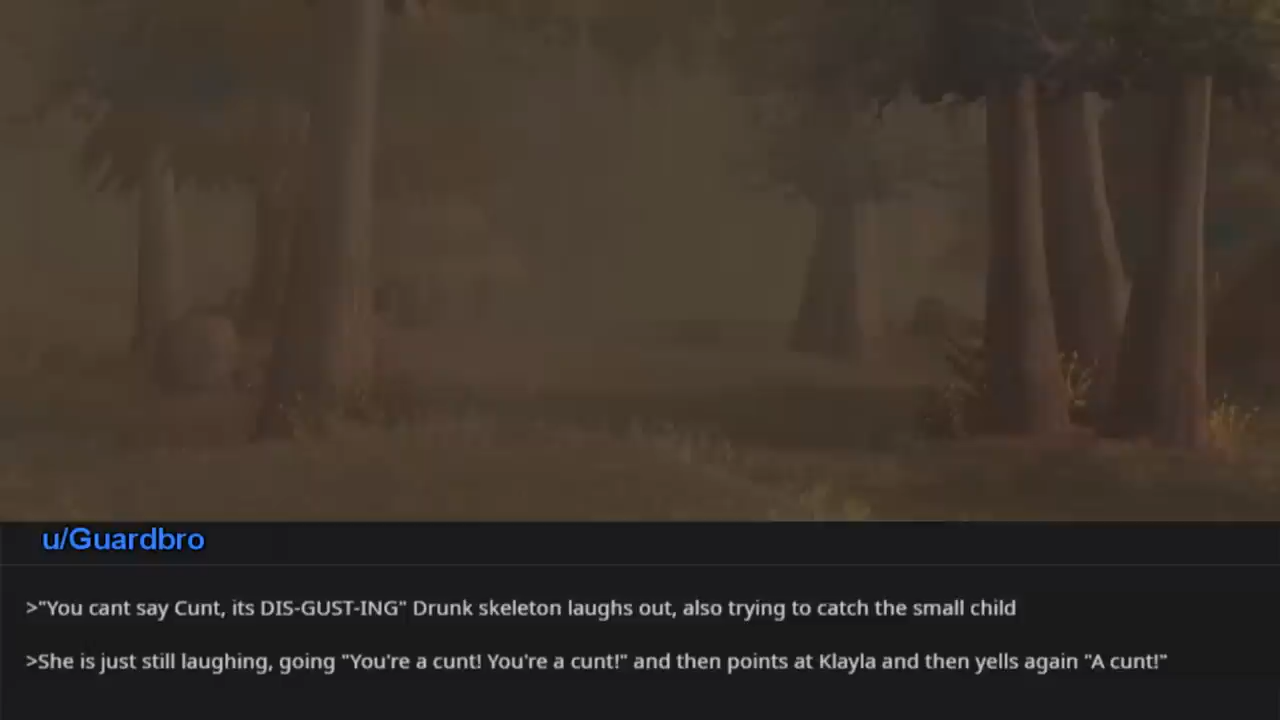 u/Guardbro
>"You cant say Cunt, its DIS-GUST-ING" Drunk skeleton laughs out, also trying to catch the small child
>She is just still laughing, going "You're a cunt! You're a cunt!" and then points at Klayla and then yells again "A cunt!"